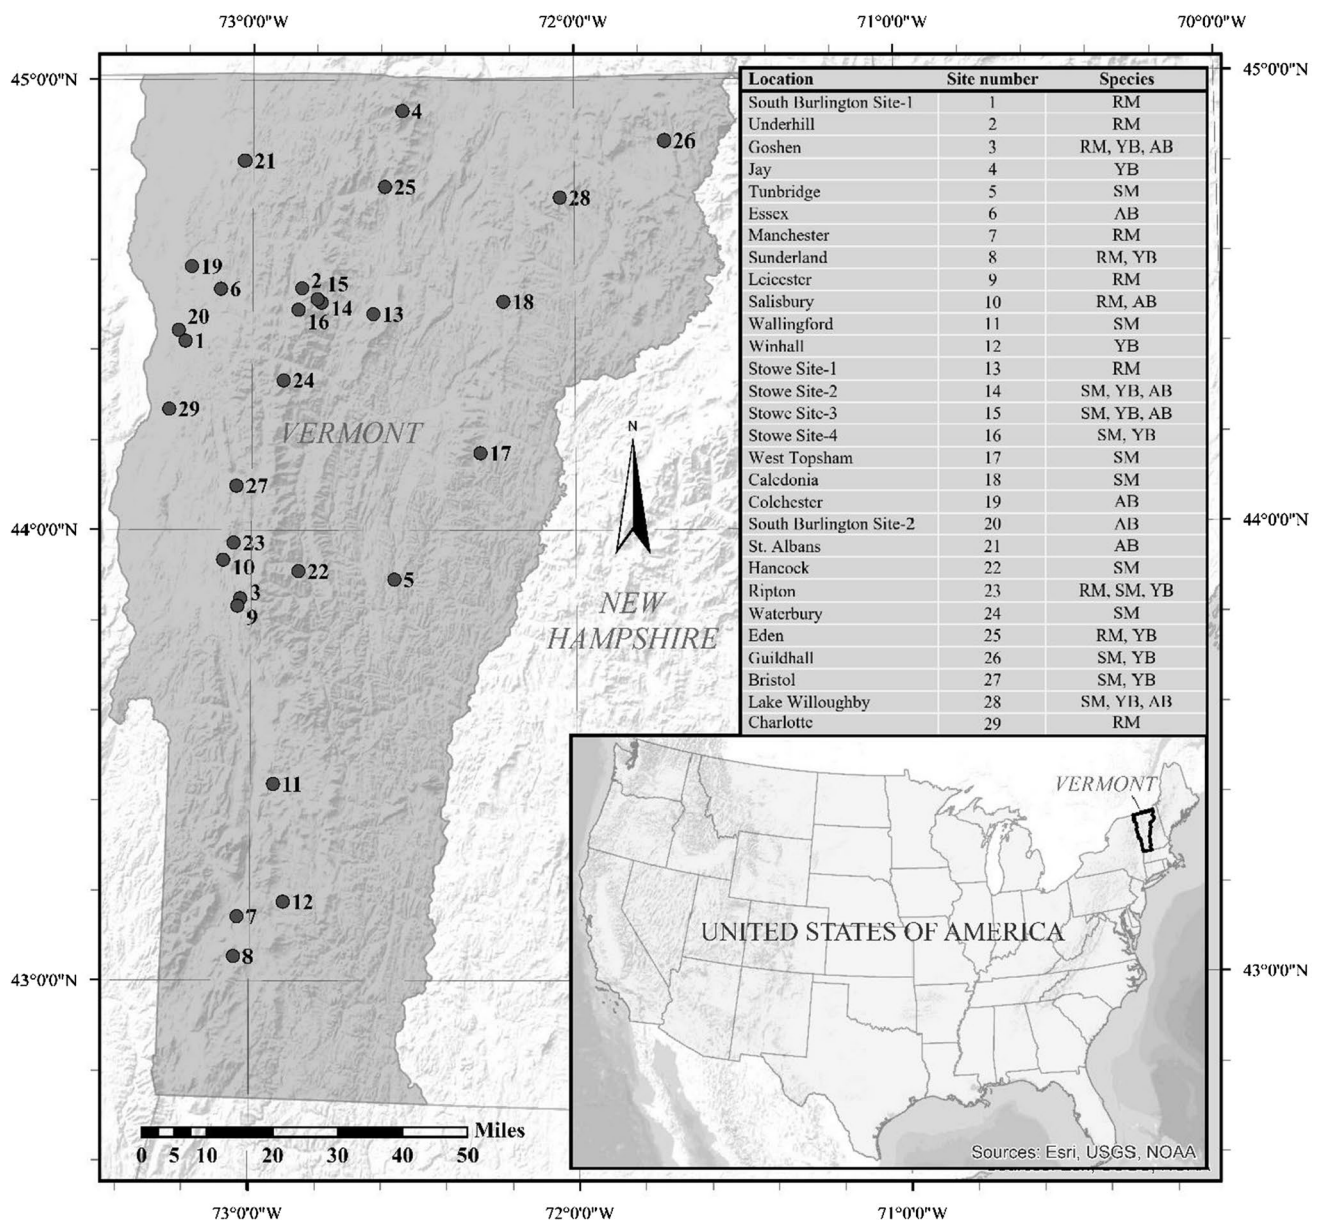 73°0'0"W 72°0'0"W 71°0'0"W 70°0'0"W
45°0'0"N 45°0'0"N
Location Site number Species
South Burlington Site-1 1 RM
Underhill 2 RM
Goshen 3 RM, YB, AB
Jay 4 YB
Tunbridge 5 SM
Essex 6 AB
Manchester 7 RM
Sunderland 8 RM, YB
Leicester 9 RM
Salisbury 10 RM, AB
Wallingford 11 SM
Winhall 12 YB
Stowe Site-1 13 RM
Stowe Site-2 14 SM, YB, AB
Stowe Site-3 15 SM, YB, AB
Stowe Site-4 16 SM, YB
West Topsham 17 SM
Caledonia 18 SM
Colchester 19 AB
South Burlington Site-2 20 AB
St. Albans 21 AB
Hancock 22 SM
Ripton 23 RM, SM, YB
Waterbury 24 SM
Eden 25 RM, YB
Guildhall 26 SM, YB
Bristol 27 SM, YB
Lake Willoughby 28 SM, YB, AB
Charlotte 29 RM
4
26
21
25
28
19
2 15
6
18
14
13
16
20
1
24
29
VERMONT
N
17
27
44°0'0"N 44°0'0"N
23
10
22
5
3
9
NEW
HAMPSHIRE
11
12
7
8
43°0'0"N 43°0'0"N
VERMONT
UNITED STATES OF AMERICA
Sources: Esri, USGS, NOAA
Miles
0 5 10 20 30 40 50
73°0'0"W 72°0'0"W 71°0'0"W